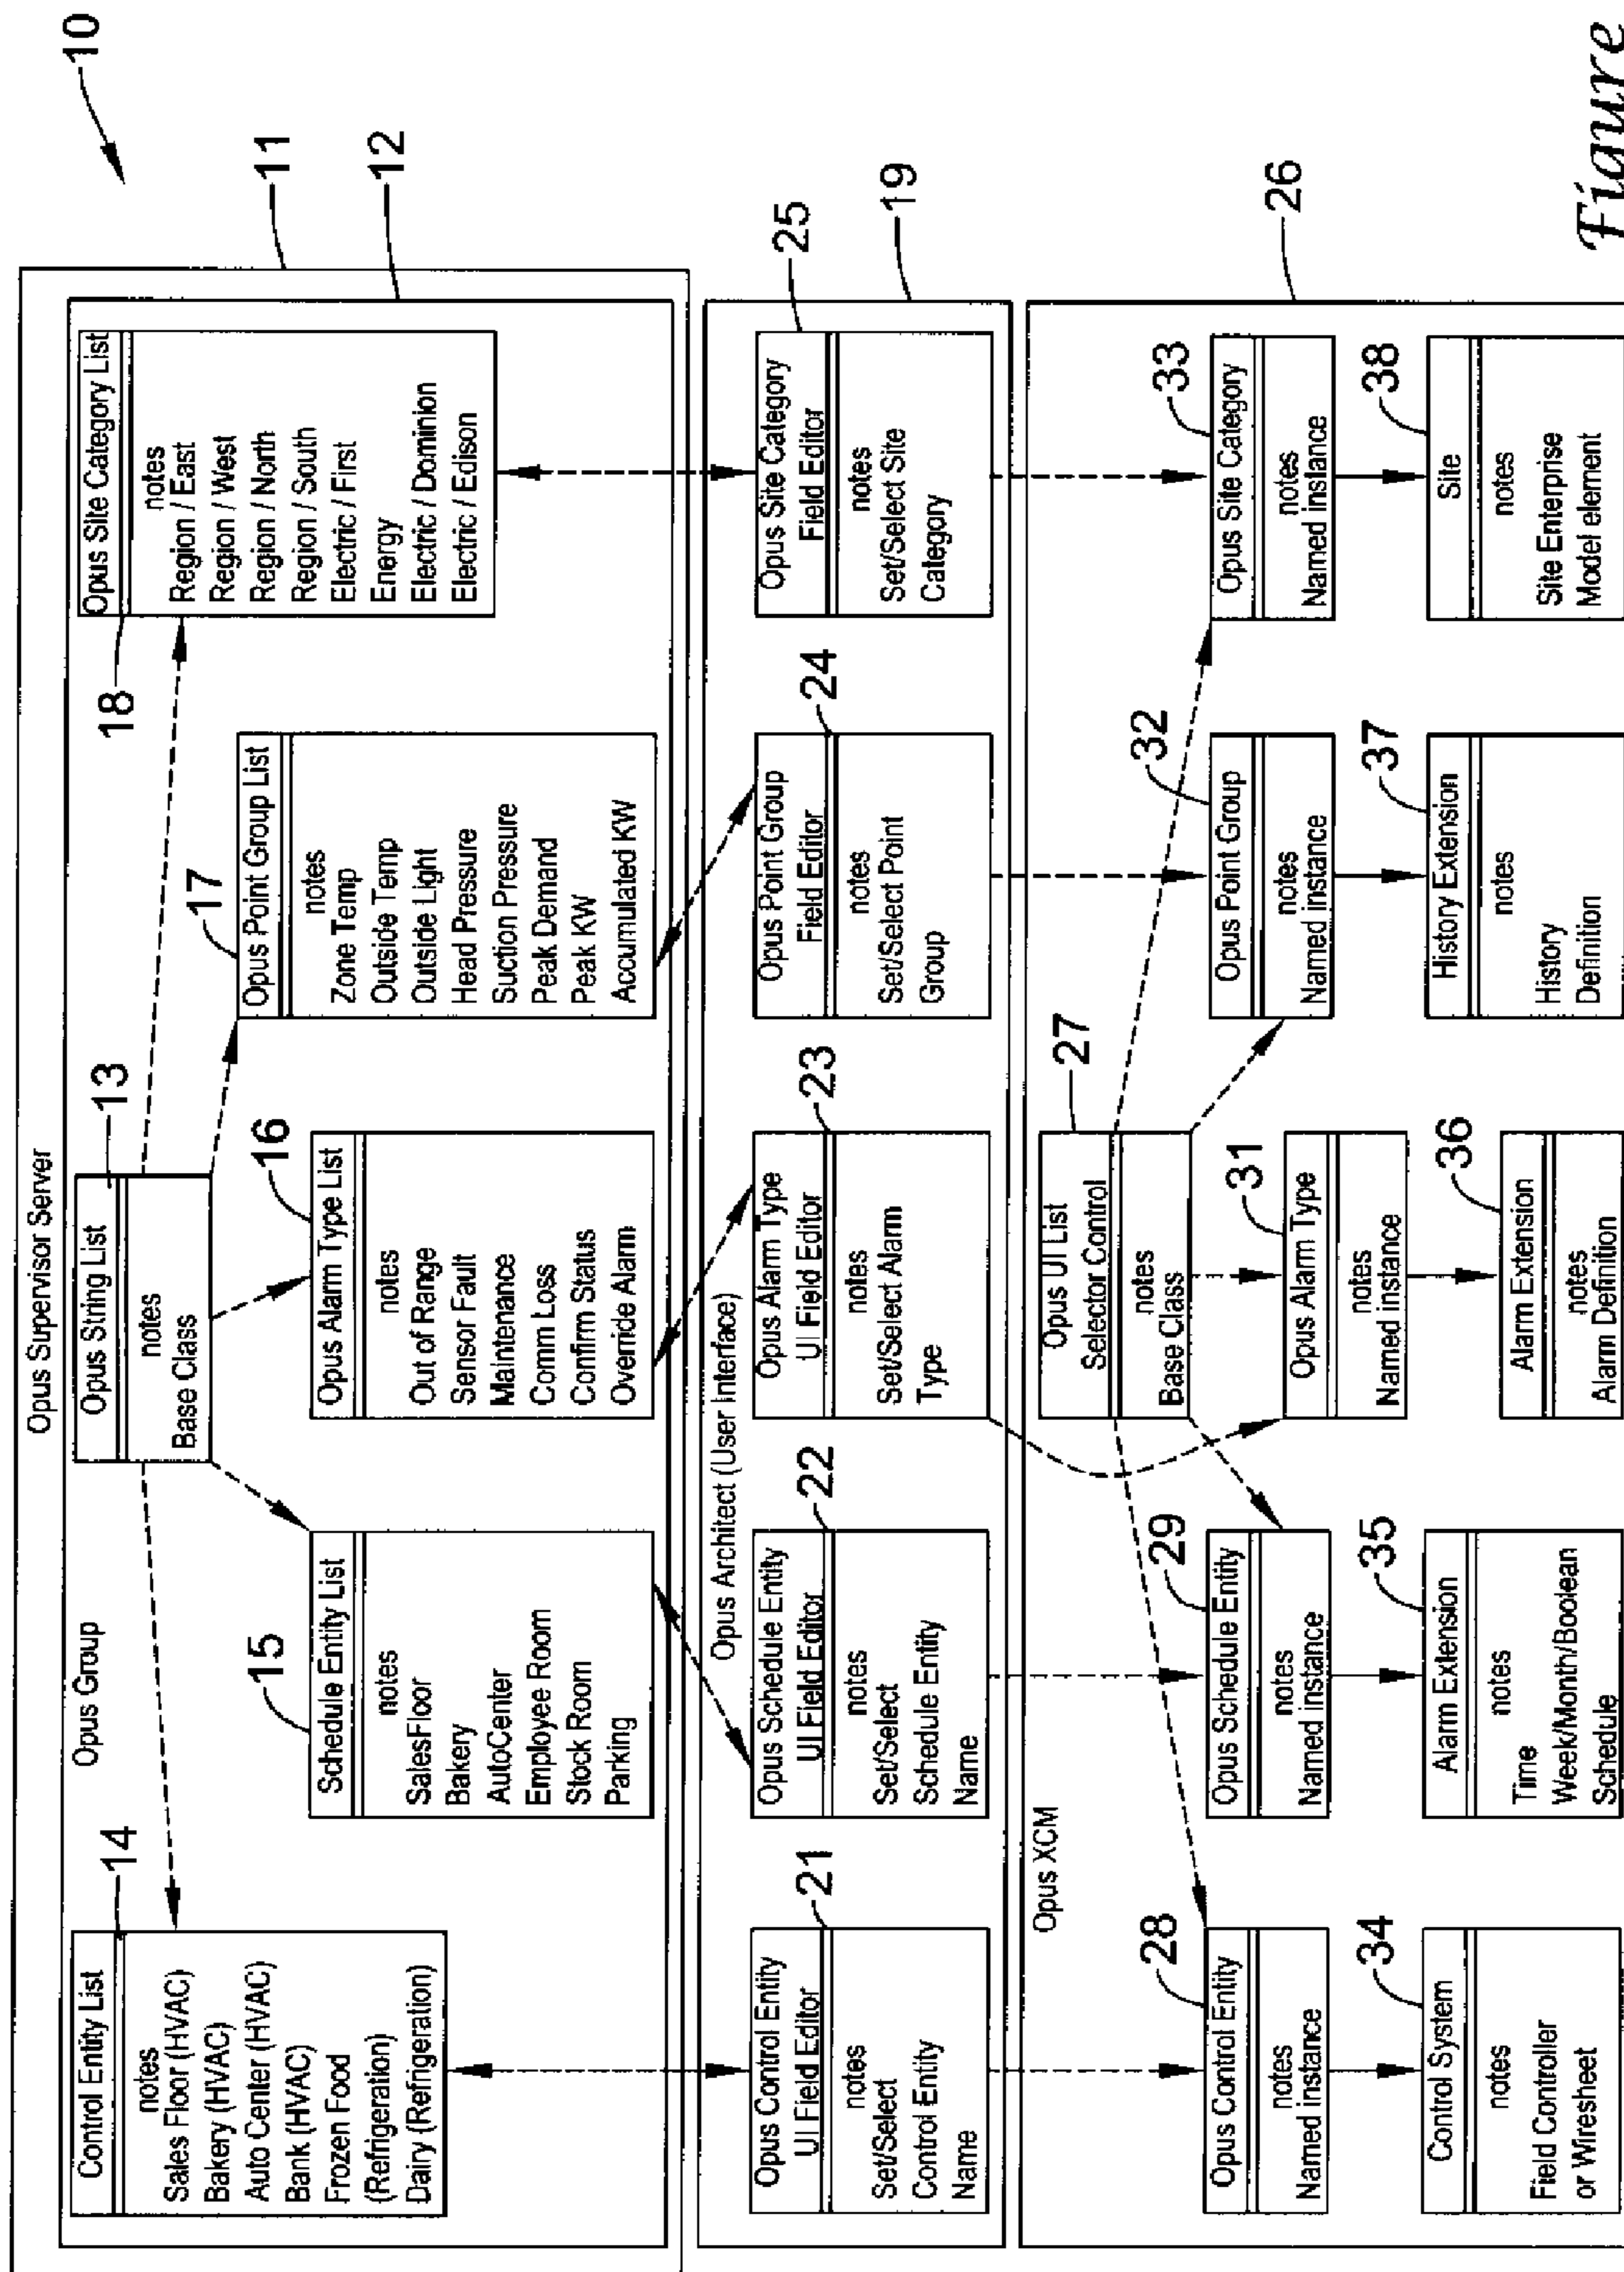 10
Opus Supervisor Server
11
Opus Group
12
Control Entity List
14
notes
Sales Floor (HVAC)
Bakery (HVAC)
Auto Center (HVAC)
Bank (HVAC)
Frozen Food
(Refrigeration)
Dairy (Refrigeration)
Opus String List
13
notes
Base Class
Opus Site Category List
18
notes
Region / East
Region / West
Region / North
Region / South
Electric / First
Energy
Electric / Dominion
Electric / Edison
15
Schedule Entity List
notes
SalesFloor
Bakery
AutoCenter
Employee Room
Stock Room
Parking
16
Opus Alarm Type List
notes
Out of Range
Sensor Fault
Maintenance
Comm Loss
Confirm Status
Override Alarm
17
Opus Point Group List
notes
Zone Temp
Outside Temp
Outside Light
Head Pressure
Suction Pressure
Peak Demand
Peak KW
Accumulated KW
Opus Architect (User Interface)
19
Opus Control Entity
UI Field Editor
21
notes
Set/Select
Control Entity
Name
Opus Schedule Entity
UI Field Editor
22
notes
Set/Select
Schedule Entity
Name
Opus Alarm Type
UI Field Editor
23
notes
Set/Select Alarm
Type
Opus Point Group
Field Editor
24
notes
Set/Select Point
Group
Opus Site Category
Field Editor
25
notes
Set/Select Site
Category
Opus XCM
26
Opus UI List
Selector Control
27
notes
Base Class
28
Opus Control Entity
notes
Named instance
29
Opus Schedule Entity
notes
Named instance
31
Opus Alarm Type
notes
Named instance
32
Opus Point Group
notes
Named instance
33
Opus Site Category
notes
Named instance
34
Control System
notes
Field Controller
or Wiresheet
35
Alarm Extension
notes
Time
Week/Month/Boolean
Schedule
36
Alarm Extension
notes
Alarm Definition
37
History Extension
notes
History
Definition
38
Site
notes
Site Enterprise
Model element
Figure